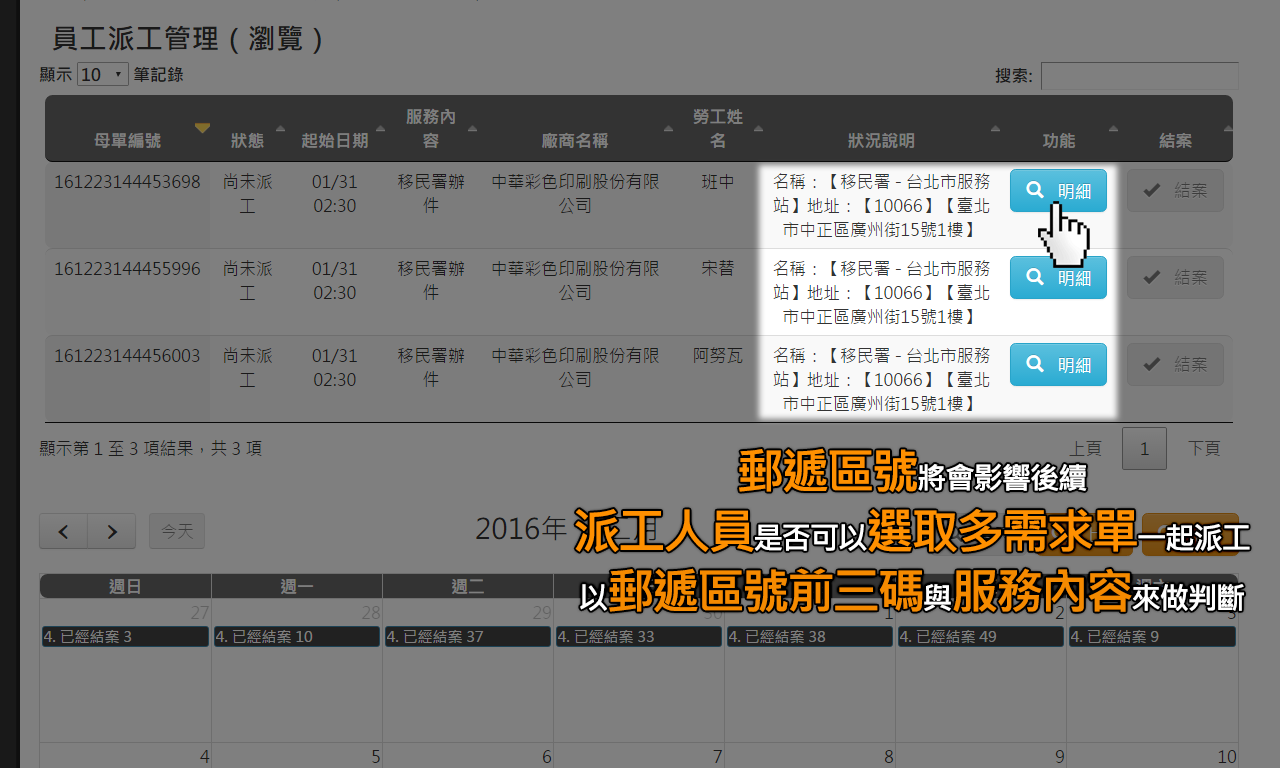 員工派工管理 ( 瀏覽 )
顯示 10 筆記錄
搜索:
母單編號 狀態 起始日期 服務內容 廠商名稱 勞工姓名 狀況說明 功能 結案
161223144453698 尚未派工 01/31 02:30 移民署辦件 中華彩色印刷股份有限公司 班中 名稱：【移民署 - 台北市服務站】地址：【10066】【臺北市中正區廣州街15號1樓】 明細 結案
161223144455996 尚未派工 01/31 02:30 移民署辦件 中華彩色印刷股份有限公司 宋替 名稱：【移民署 - 台北市服務站】地址：【10066】【臺北市中正區廣州街15號1樓】 明細 結案
161223144456003 尚未派工 01/31 02:30 移民署辦件 中華彩色印刷股份有限公司 阿努瓦 名稱：【移民署 - 台北市服務站】地址：【10066】【臺北市中正區廣州街15號1樓】 明細 結案
顯示第 1 至 3 項結果，共 3 項
上頁 1 下頁
郵遞區號將會影響後續
派工人員是否可以選取多需求單一起派工
以郵遞區號前三碼與服務內容來做判斷
今天
2016年
週日 週一 週二
27 28 29 30 1 2 3
4. 已經結案 3 4. 已經結案 10 4. 已經結案 37 4. 已經結案 33 4. 已經結案 38 4. 已經結案 49 4. 已經結案 9
4 5 6 7 8 9 10